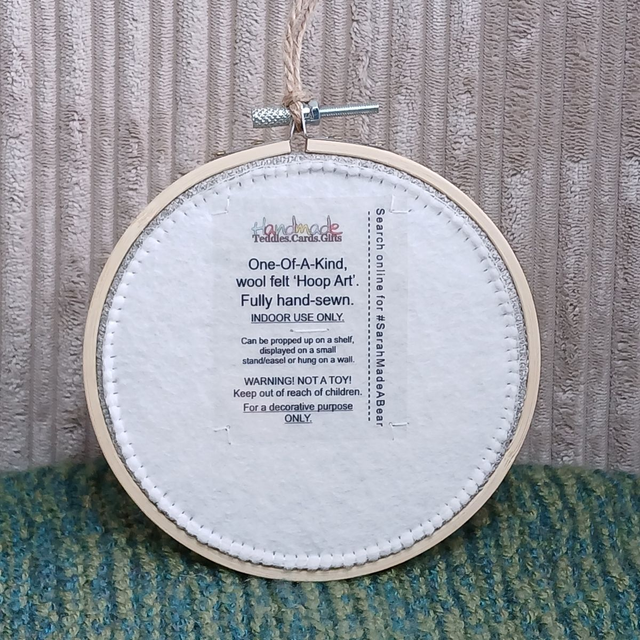 Handmade
Teddies.Cards.Gifts
One-Of-A-Kind,
wool felt 'Hoop Art'.
Fully hand-sewn.
INDOOR USE ONLY.
Can be propped up on a shelf,
displayed on a small
stand/easel or hung on a wall.
WARNING! NOT A TOY!
Keep out of reach of children.
For a decorative purpose
ONLY.
Search online for #SarahMadeABear